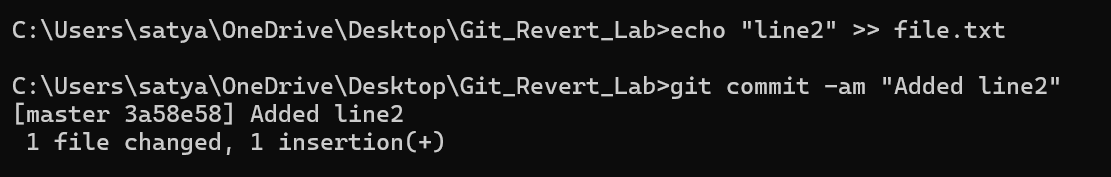 C:\Users\satya\OneDrive\Desktop\Git_Revert_Lab>echo "line2" >> file.txt
C:\Users\satya\OneDrive\Desktop\Git_Revert_Lab>git commit -am "Added line2"
[master 3a58e58] Added line2
 1 file changed, 1 insertion(+)